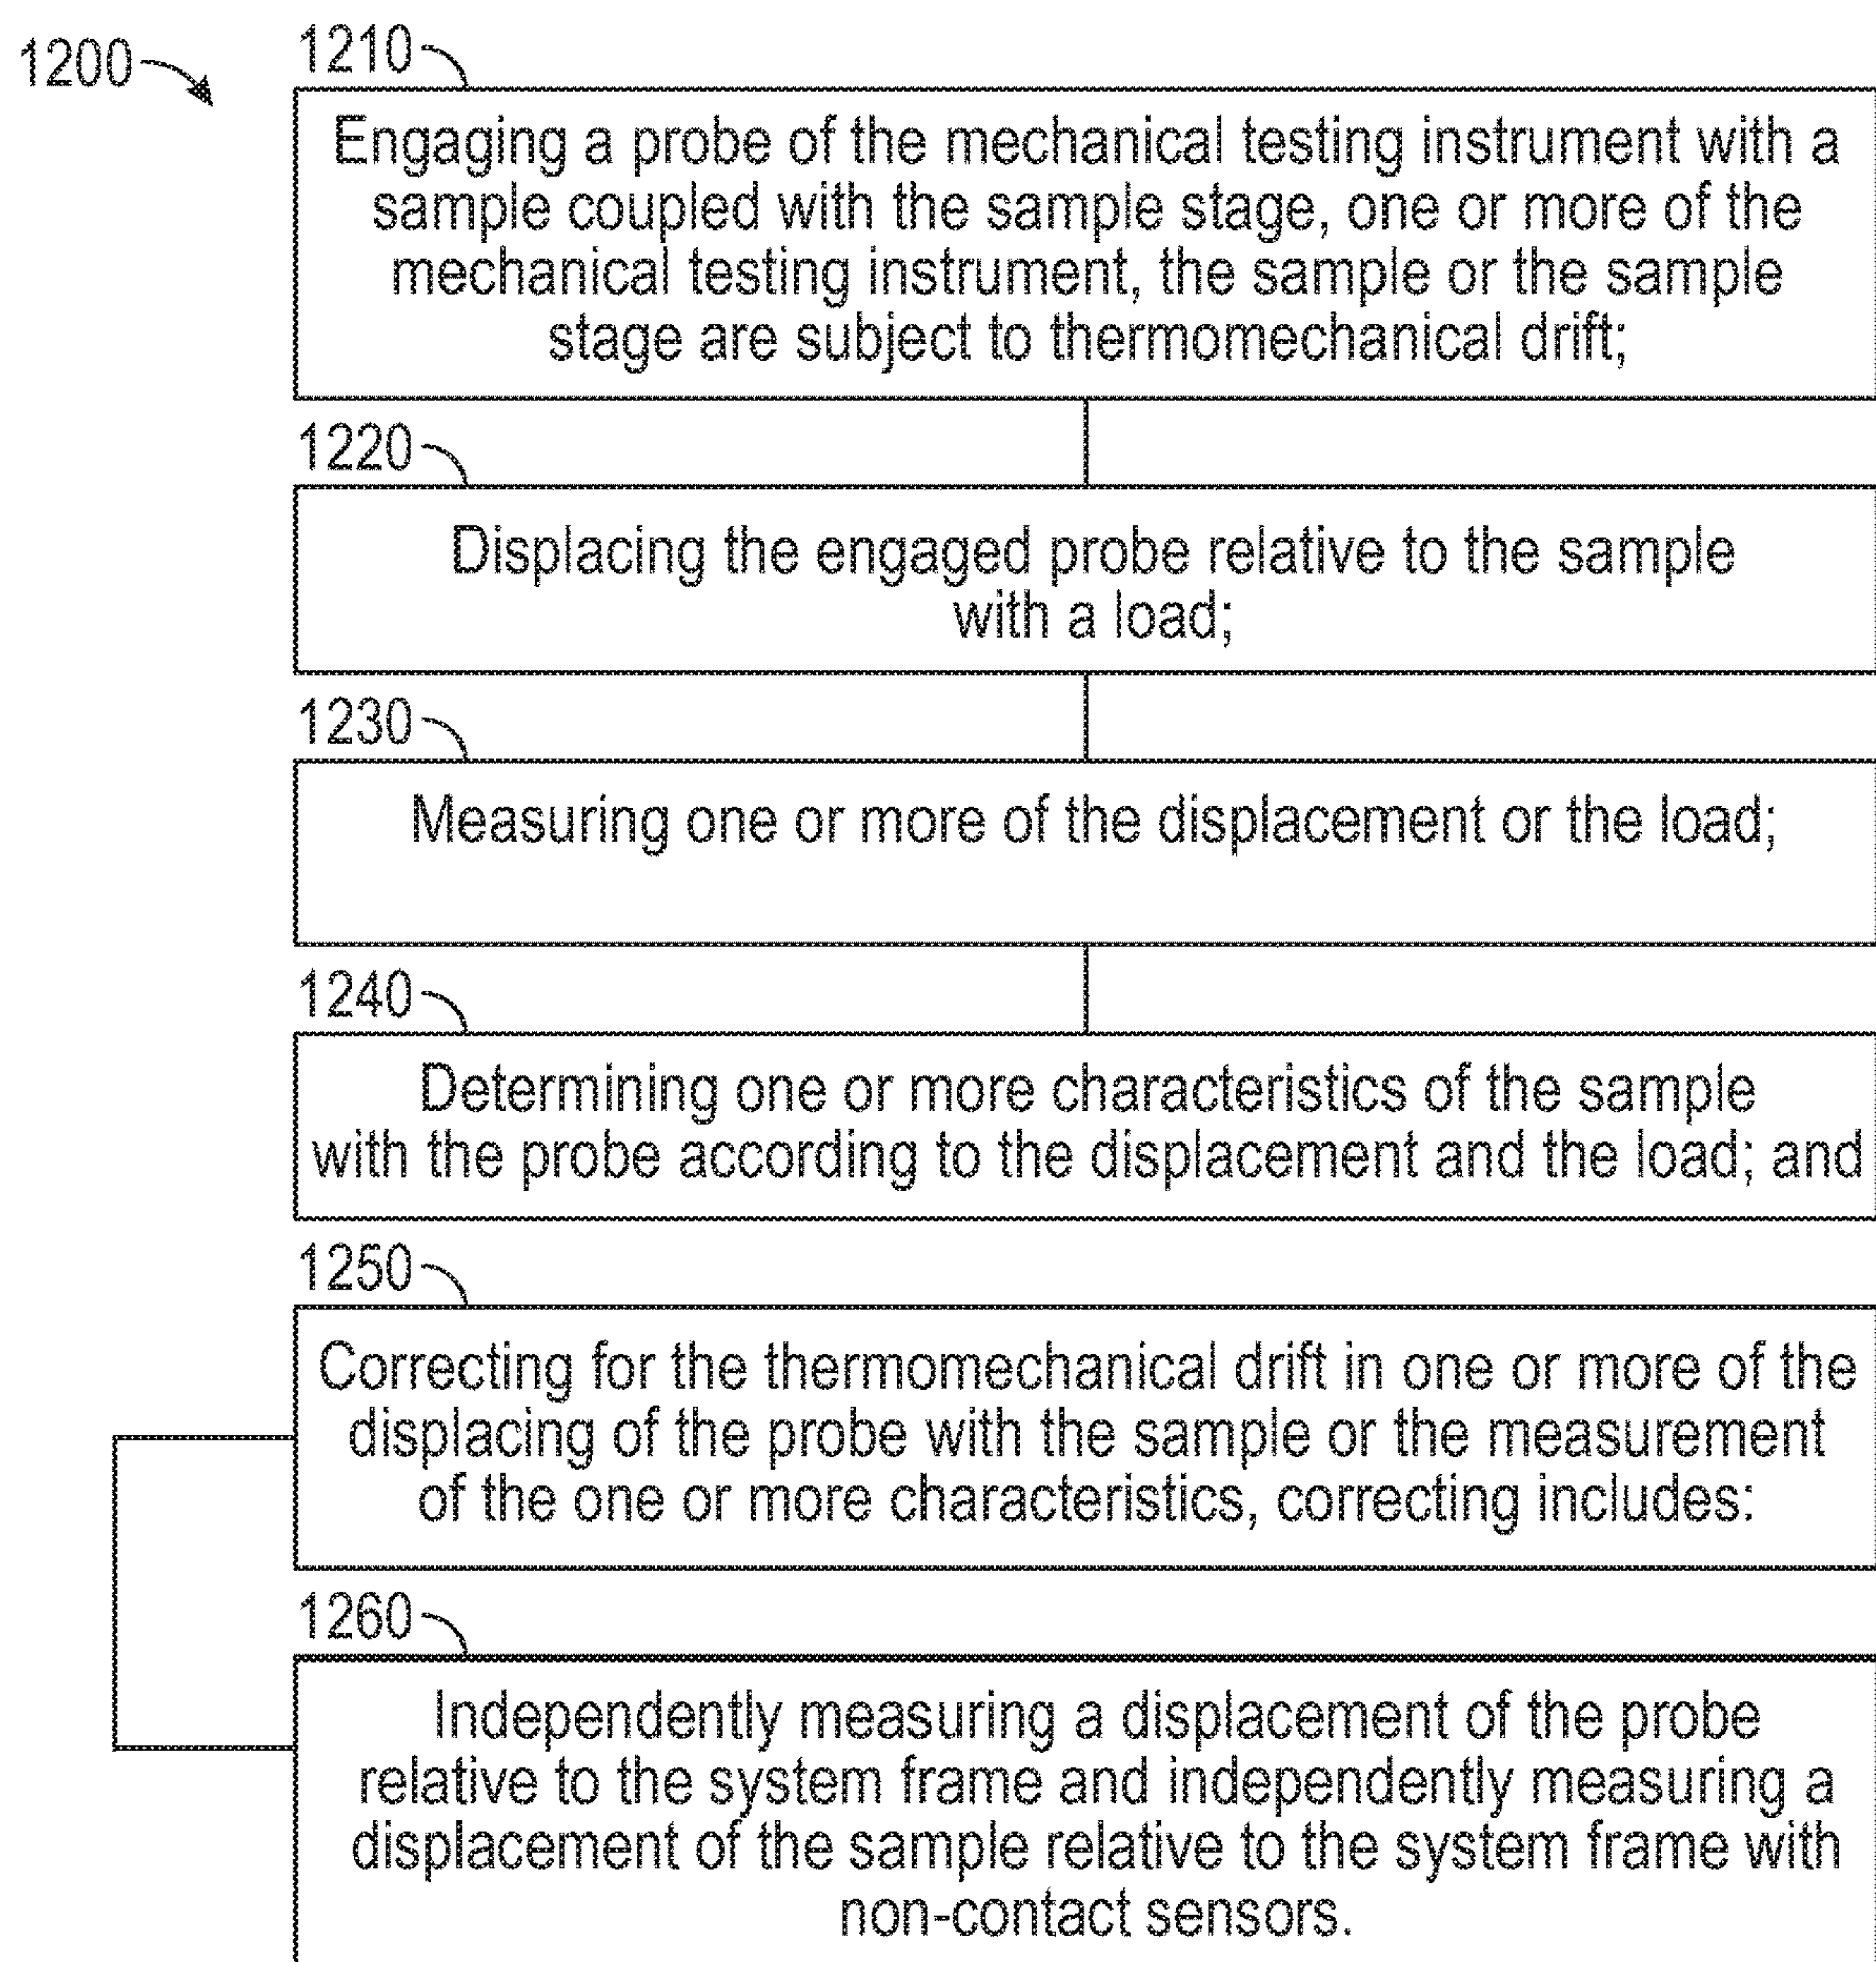 1200
1210
Engaging a probe of the mechanical testing instrument with a
sample coupled with the sample stage, one or more of the
mechanical testing instrument, the sample or the sample
stage are subject to thermomechanical drift;
1220
Displacing the engaged probe relative to the sample
with a load;
1230
Measuring one or more of the displacement or the load;
1240
Determining one or more characteristics of the sample
with the probe according to the displacement and the load; and
1250
Correcting for the thermomechanical drift in one or more of the
displacing of the probe with the sample or the measurement
of the one or more characteristics, correcting includes:
1260
Independently measuring a displacement of the probe
relative to the system frame and independently measuring a
displacement of the sample relative to the system frame with
non-contact sensors.